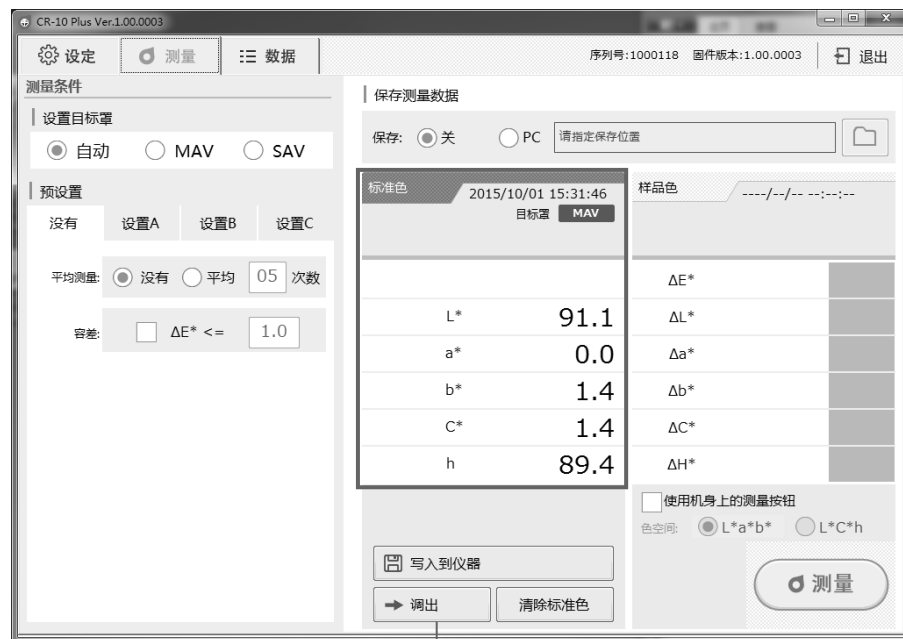 CR-10 Plus Ver.1.00.0003
设定 测量 数据 序列号:1000118 固件版本:1.00.0003 退出
测量条件
设置目标罩
自动 MAV SAV
预设置
没有 设置A 设置B 设置C
平均测量: 没有 平均 05 次数
容差: ΔE* <= 1.0
保存测量数据
保存: 关 PC 请指定保存位置
标准色 2015/10/01 15:31:46
目标罩 MAV
L* 91.1
a* 0.0
b* 1.4
C* 1.4
h 89.4
写入到仪器
调出 清除标准色
样品色 ----/--/-- --:--:--
ΔE*
ΔL*
Δa*
Δb*
ΔC*
ΔH*
使用机身上的测量按钮
色空间: L*a*b* L*C*h
测量